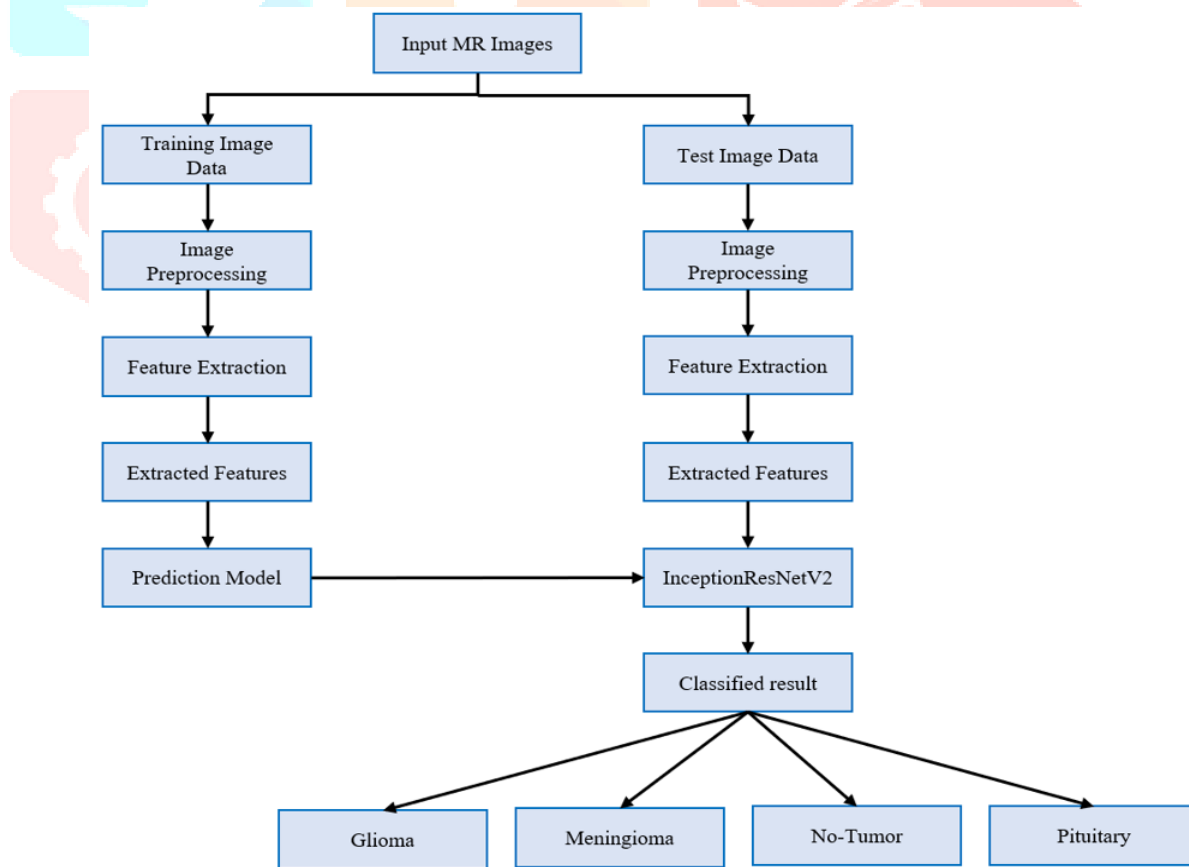 Input MR Images
Training Image
Data
Test Image Data
Image
Preprocessing
Image
Preprocessing
Feature Extraction
Feature Extraction
Extracted Features
Extracted Features
Prediction Model
InceptionResNetV2
Classified result
Glioma
Meningioma
No-Tumor
Pituitary